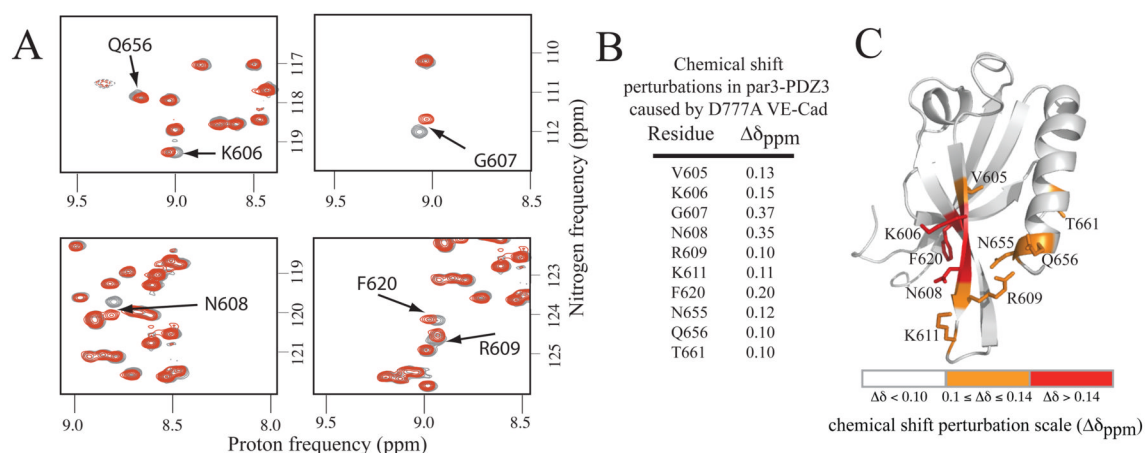 A
Q656
K606
117
118
119
9.5
9.0
8.5
G607
110
111
112
9.5
9.0
8.5
N608
119
120
121
9.0
8.5
8.0
F620
R609
123
124
125
9.5
9.0
8.5
Proton frequency (ppm)
Nitrogen frequency (ppm)
B
Chemical shift
perturbations in par3-PDZ3
caused by D777A VE-Cad
Residue Δδppm
V605 0.13
K606 0.15
G607 0.37
N608 0.35
R609 0.10
K611 0.11
F620 0.20
N655 0.12
Q656 0.10
T661 0.10
C
V605
K606
F620
N608
K611
N655
Q656
R609
T661
Δδ < 0.10 0.1 ≤ Δδ ≤ 0.14 Δδ > 0.14
chemical shift perturbation scale (Δδppm)